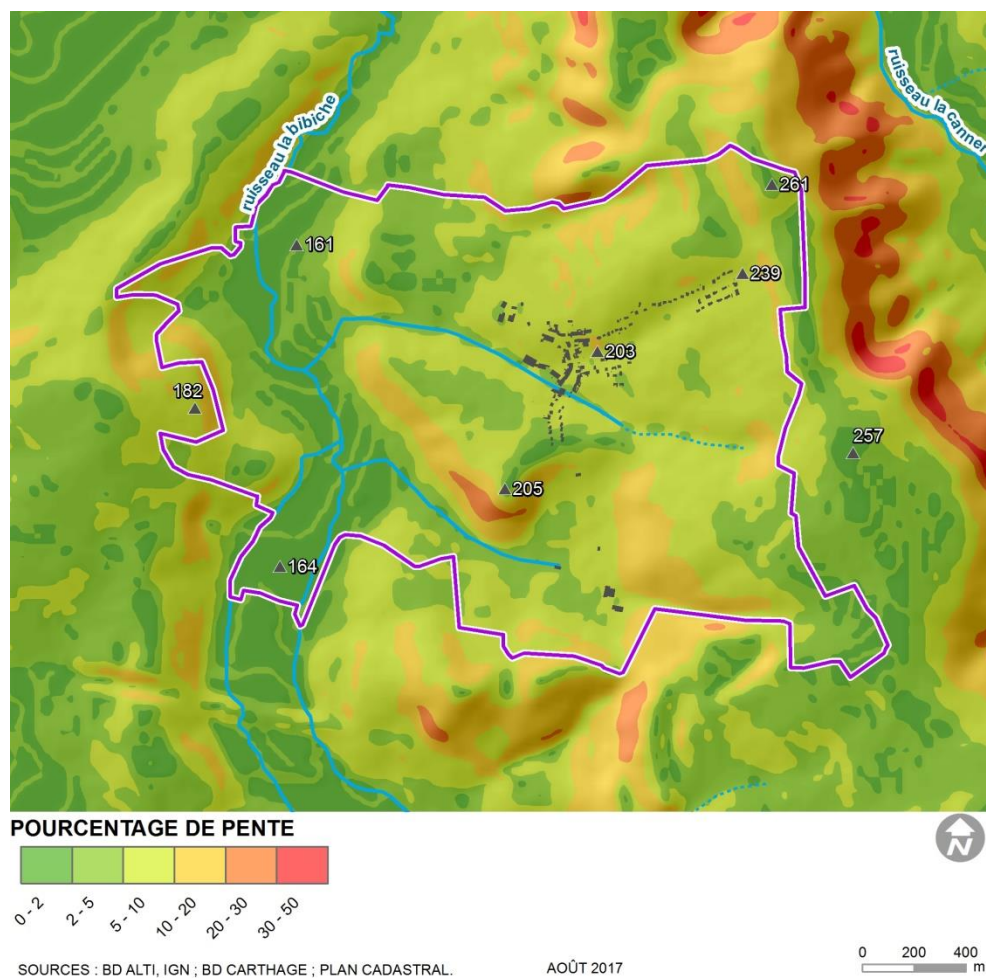 ruisseau la bibiche
ruisseau la canner
261
161
239
203
182
257
205
164
POURCENTAGE DE PENTE
0 - 2
2 - 5
5 - 10
10 - 20
20 - 30
30 - 50
N
0 200 400
m
SOURCES : BD ALTI, IGN ; BD CARTHAGE ; PLAN CADASTRAL. AOÛT 2017